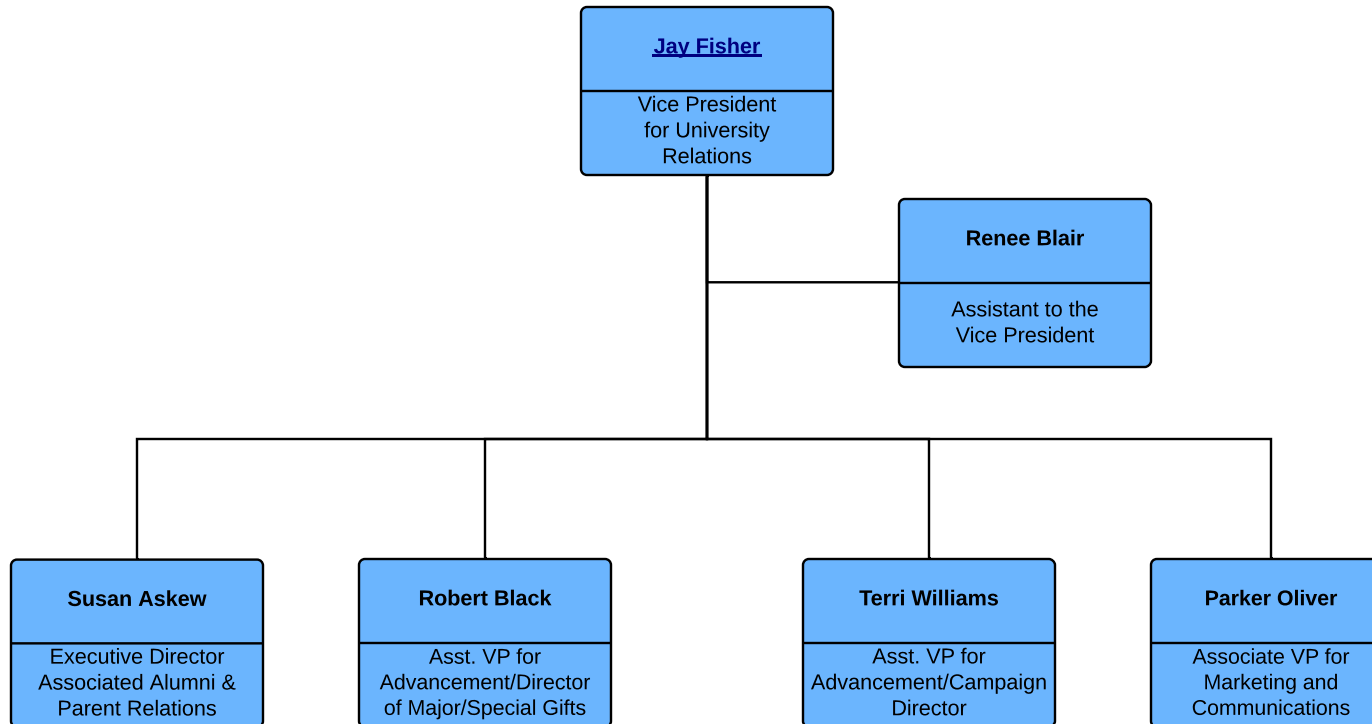 Jay Fisher
Vice President
for University
Relations
Renee Blair
Assistant to the
Vice President
Susan Askew
Executive Director
Associated Alumni &
Parent Relations
Robert Black
Asst. VP for
Advancement/Director
of Major/Special Gifts
Terri Williams
Asst. VP for
Advancement/Campaign
Director
Parker Oliver
Associate VP for
Marketing and
Communications